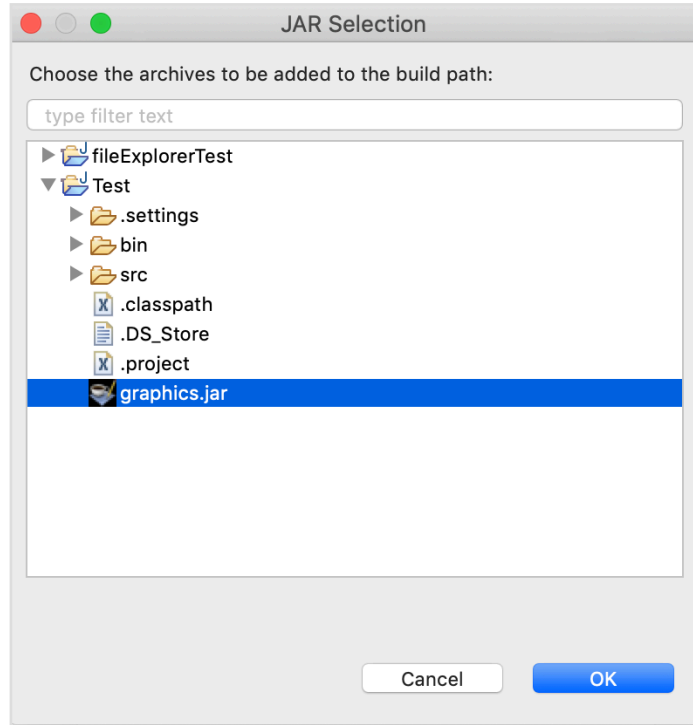 JAR Selection
Choose the archives to be added to the build path:
type filter text
fileExplorerTest
Test
.settings
bin
src
.classpath
.DS_Store
.project
graphics.jar
Cancel OK